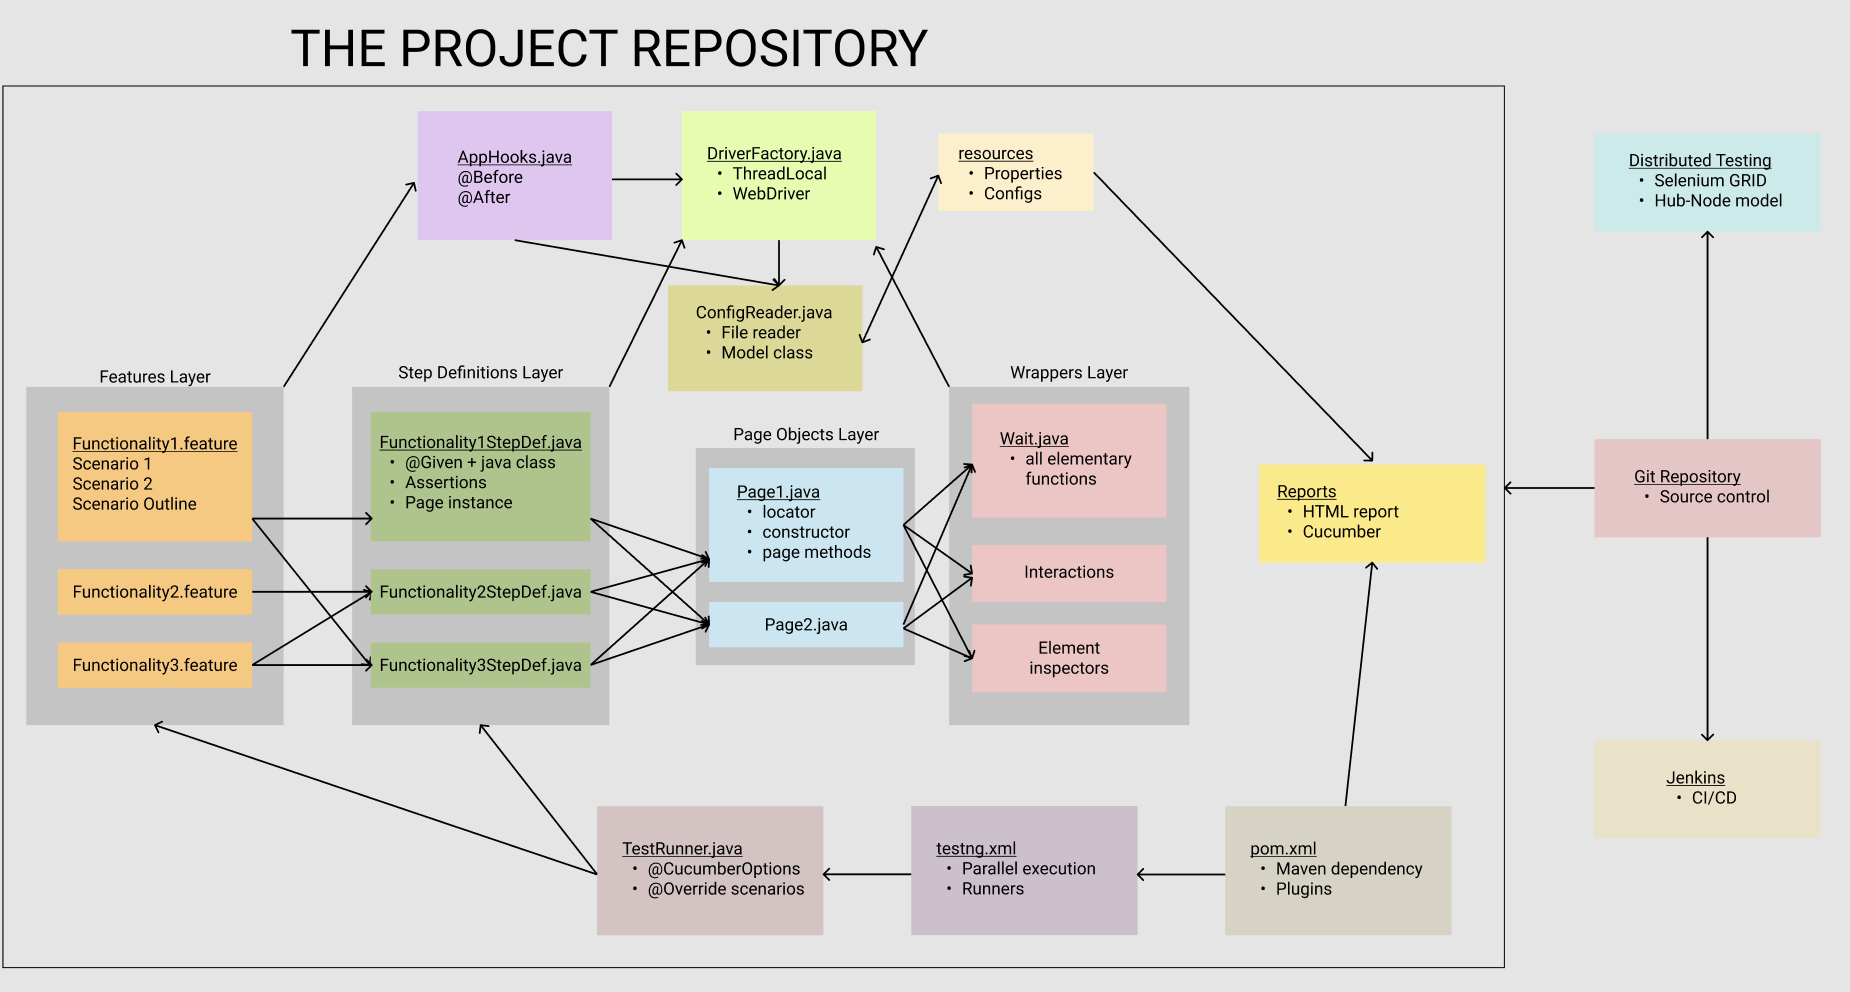 THE PROJECT REPOSITORY
AppHooks.java
@Before
@After
DriverFactory.java
• ThreadLocal
• WebDriver
resources
• Properties
• Configs
Distributed Testing
• Selenium GRID
• Hub-Node model
ConfigReader.java
• File reader
• Model class
Features Layer
Functionality1.feature
Scenario 1
Scenario 2
Scenario Outline
Functionality2.feature
Functionality3.feature
Step Definitions Layer
Functionality1StepDef.java
• @Given + java class
• Assertions
• Page instance
Functionality2StepDef.java
Functionality3StepDef.java
Page Objects Layer
Page1.java
• locator
• constructor
• page methods
Page2.java
Wrappers Layer
Wait.java
• all elementary
functions
Interactions
Element
inspectors
Reports
• HTML report
• Cucumber
Git Repository
• Source control
TestRunner.java
• @CucumberOptions
• @Override scenarios
testng.xml
• Parallel execution
• Runners
pom.xml
• Maven dependency
• Plugins
Jenkins
• CI/CD